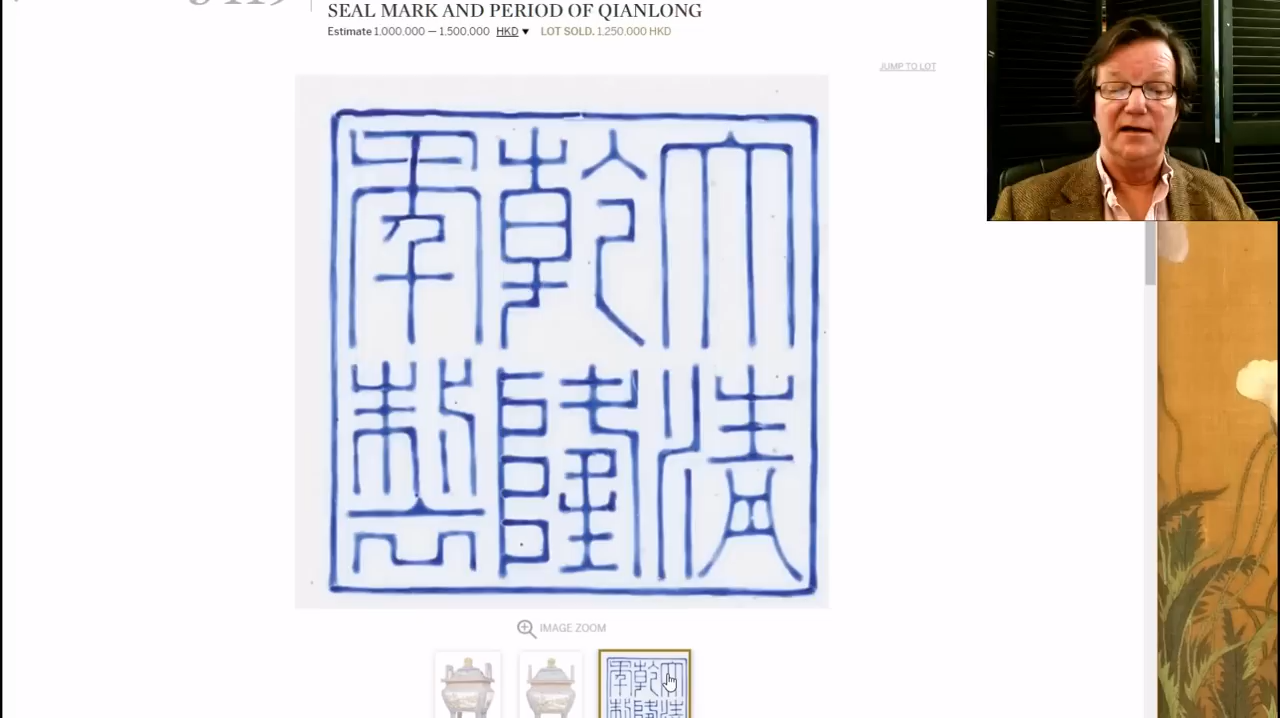 SEAL MARK AND PERIOD OF QIANLONG
Estimate 1.000.000 — 1.500.000 HKD LOT SOLD. 1.250.000 HKD
JUMP TO LOT
大清
乾隆
年製
IMAGE ZOOM